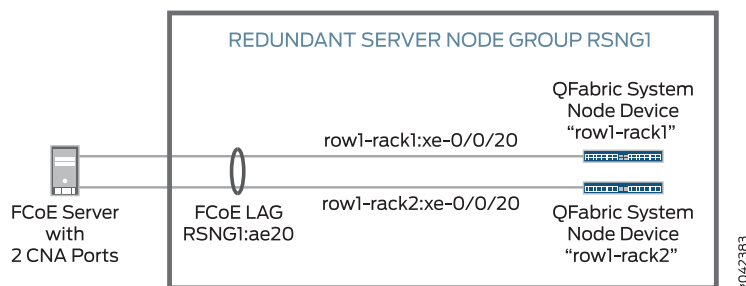 REDUNDANT SERVER NODE GROUP RSNG1
QFabric System
Node Device
“row1-rack1”
row1-rack1:xe-0/0/20
row1-rack2:xe-0/0/20
FCoE Server
with
2 CNA Ports
FCoE LAG
RSNG1:ae20
QFabric System
Node Device
“row1-rack2”
g042383